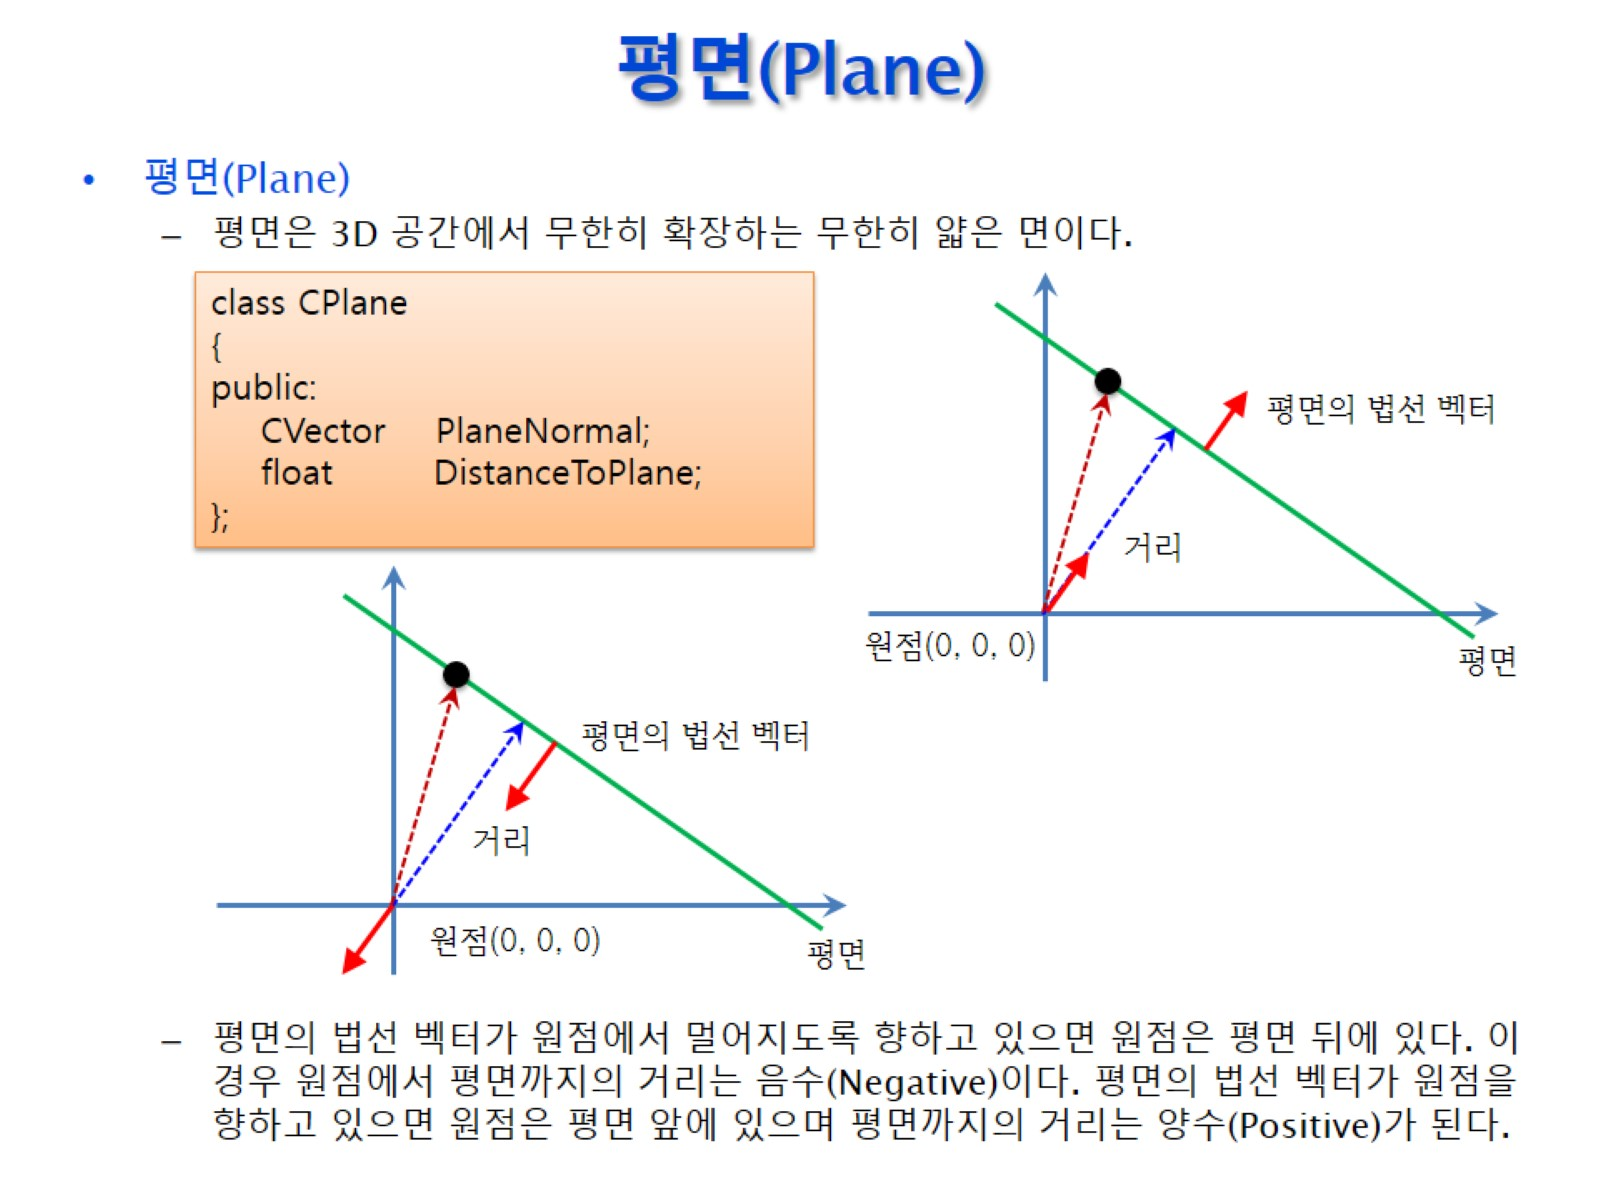 평면(Plane)
• 평면(Plane)
– 평면은 3D 공간에서 무한히 확장하는 무한히 얇은 면이다.
class CPlane
{
public:
CVector PlaneNormal;
float DistanceToPlane;
};
평면의 법선 벡터
거리
원점(0, 0, 0)
평면
평면의 법선 벡터
거리
원점(0, 0, 0)
평면
– 평면의 법선 벡터가 원점에서 멀어지도록 향하고 있으면 원점은 평면 뒤에 있다. 이
경우 원점에서 평면까지의 거리는 음수(Negative)이다. 평면의 법선 벡터가 원점을
향하고 있으면 원점은 평면 앞에 있으며 평면까지의 거리는 양수(Positive)가 된다.